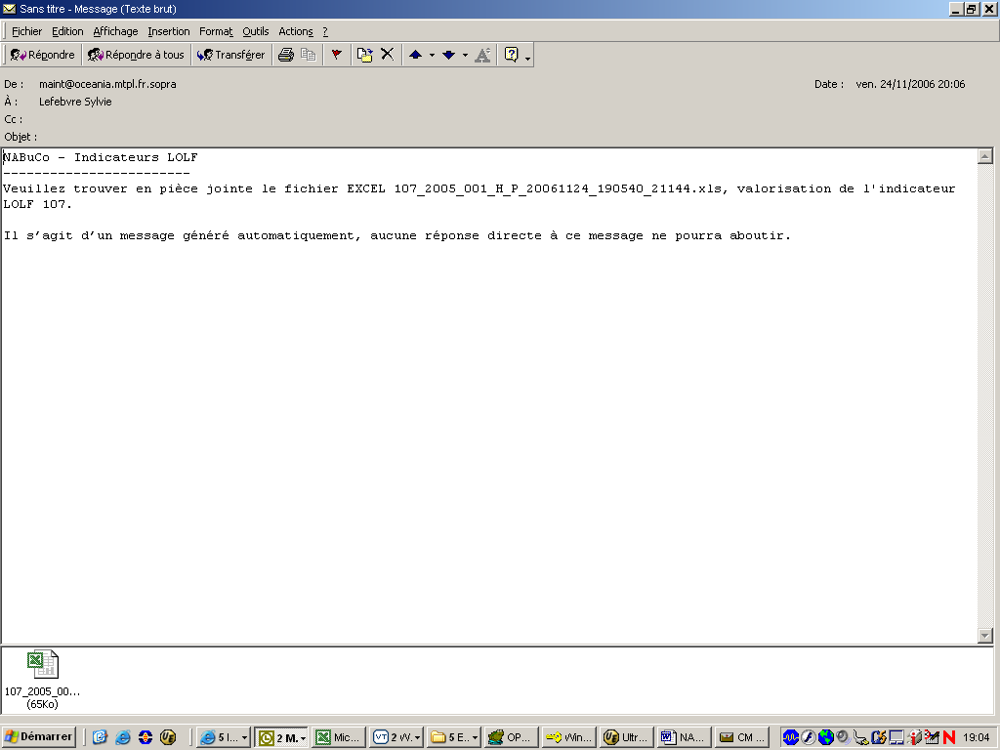 Sans titre - Message (Texte brut)
Fichier Edition Affichage Insertion Format Outils Actions ?
Répondre Répondre à tous Transférer
De : maint@oceania.mtpl.fr.sopra Date : ven. 24/11/2006 20:06
À : Lefebvre Sylvie
Cc :
Objet :
NABuCo - Indicateurs LOLF
------------------------
Veuillez trouver en pièce jointe le fichier EXCEL 107_2005_001_H_P_20061124_190540_21144.xls, valorisation de l'indicateur
LOLF 107.
Il s’agit d’un message généré automatiquement, aucune réponse directe à ce message ne pourra aboutir.
107_2005_00...
(65Ko)
Démarrer 5 I... 2 M... Mic... 2 W... 5 E... OP... Win... Ultr... NA... CM ... 19:04